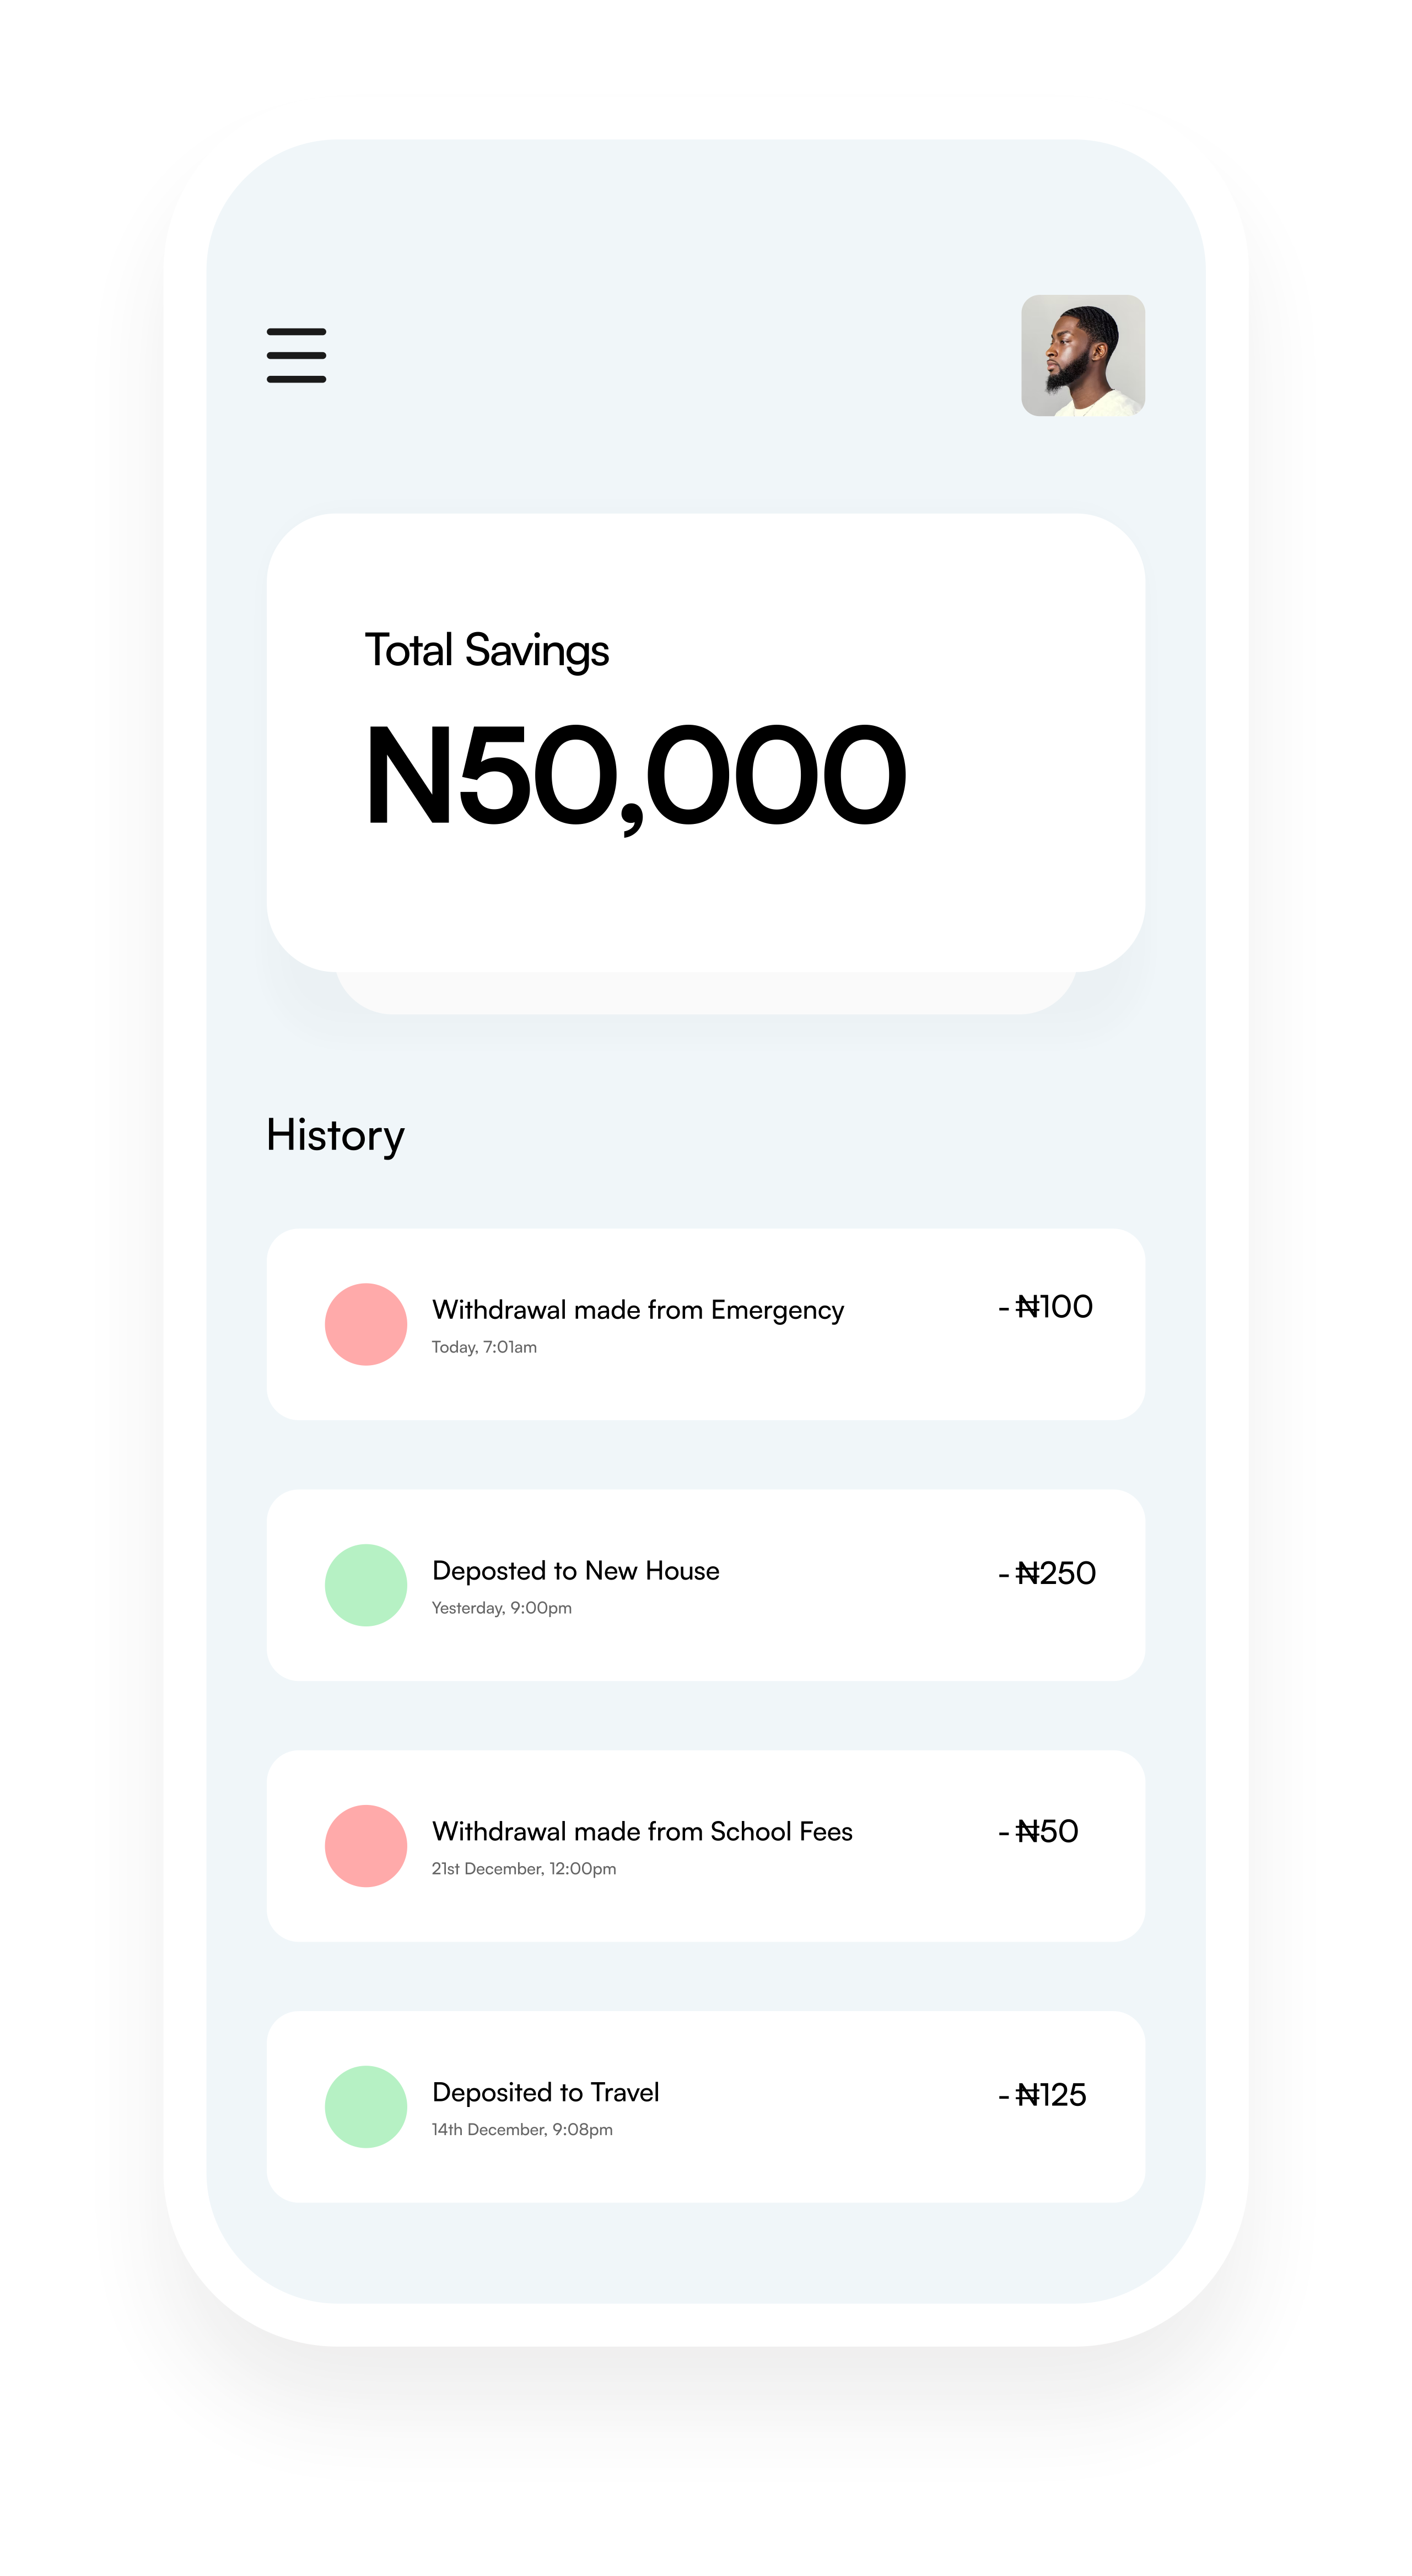 Total Savings
N50,000
History
Withdrawal made from Emergency
- ₦100
Today, 7:01am
Deposted to New House
- ₦250
Yesterday, 9:00pm
Withdrawal made from School Fees
- ₦50
21st December, 12:00pm
Deposited to Travel
- ₦125
14th December, 9:08pm